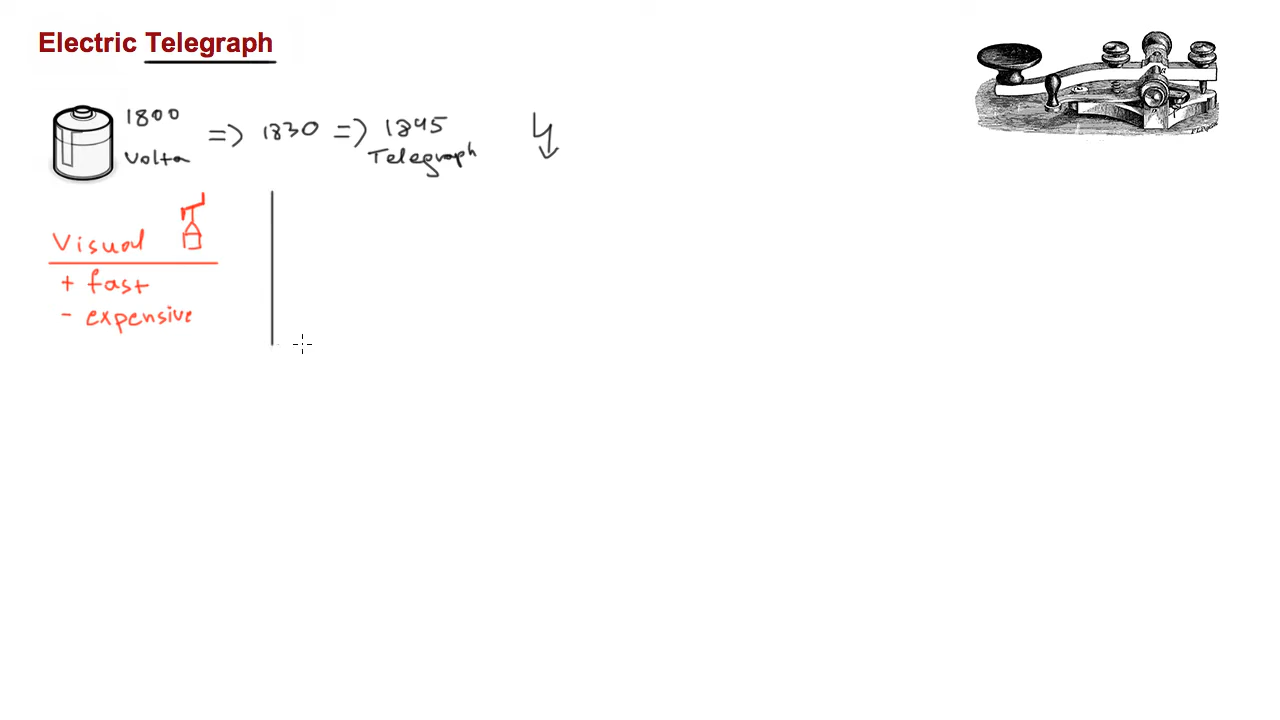 Electric Telegraph
1800 => 1830 => 1845
Volta Telegraph
Visual
+ fast
- expensive